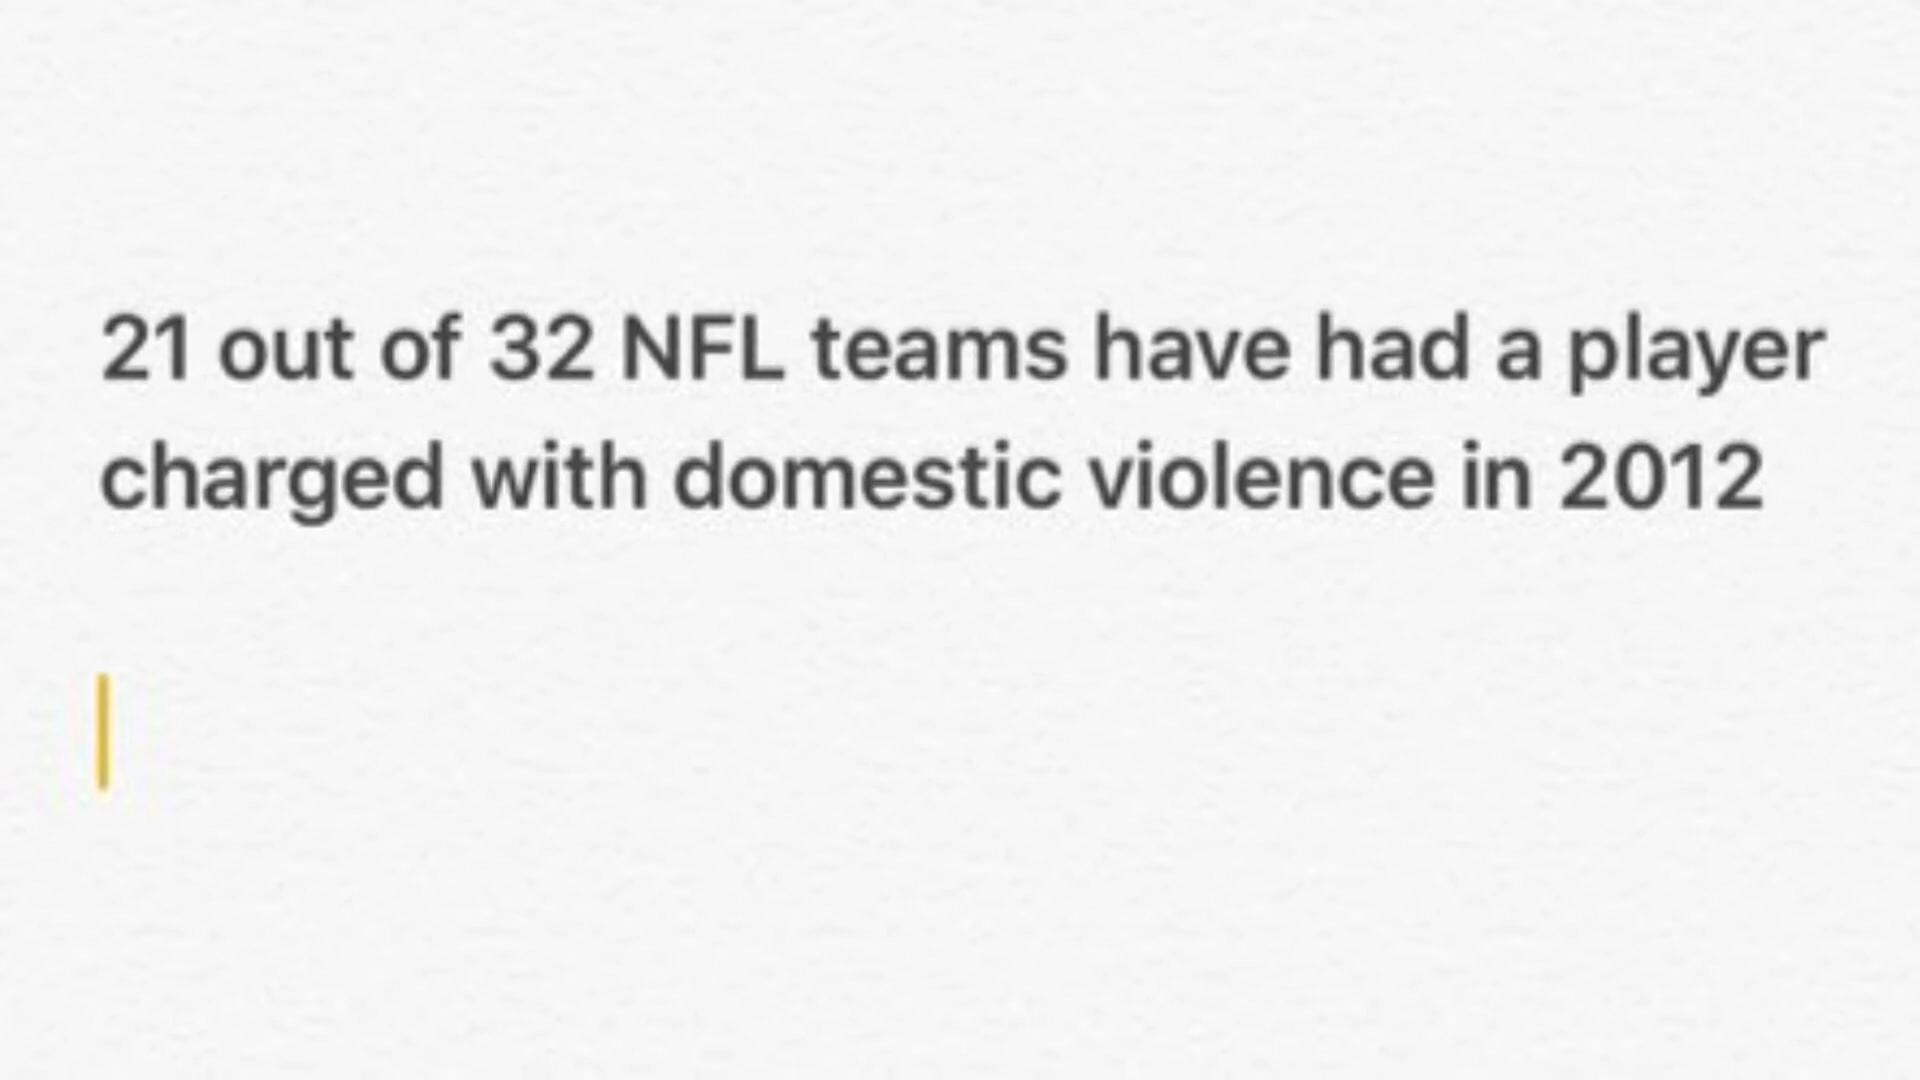 21 out of 32 NFL teams have had a player
charged with domestic violence in 2012